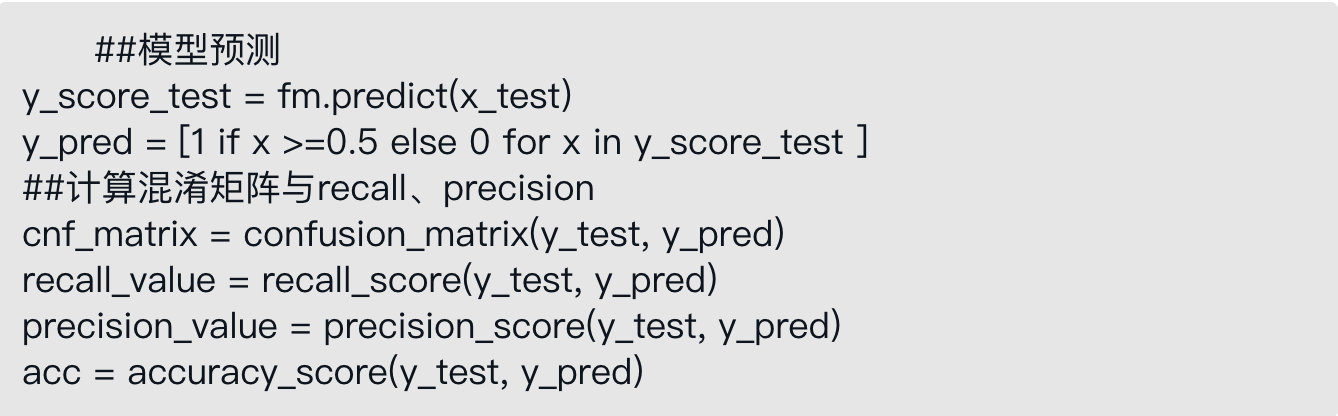 ##模型预测
y_score_test = fm.predict(x_test)
y_pred = [1 if x >=0.5 else 0 for x in y_score_test ]
##计算混淆矩阵与recall、precision
cnf_matrix = confusion_matrix(y_test, y_pred)
recall_value = recall_score(y_test, y_pred)
precision_value = precision_score(y_test, y_pred)
acc = accuracy_score(y_test, y_pred)